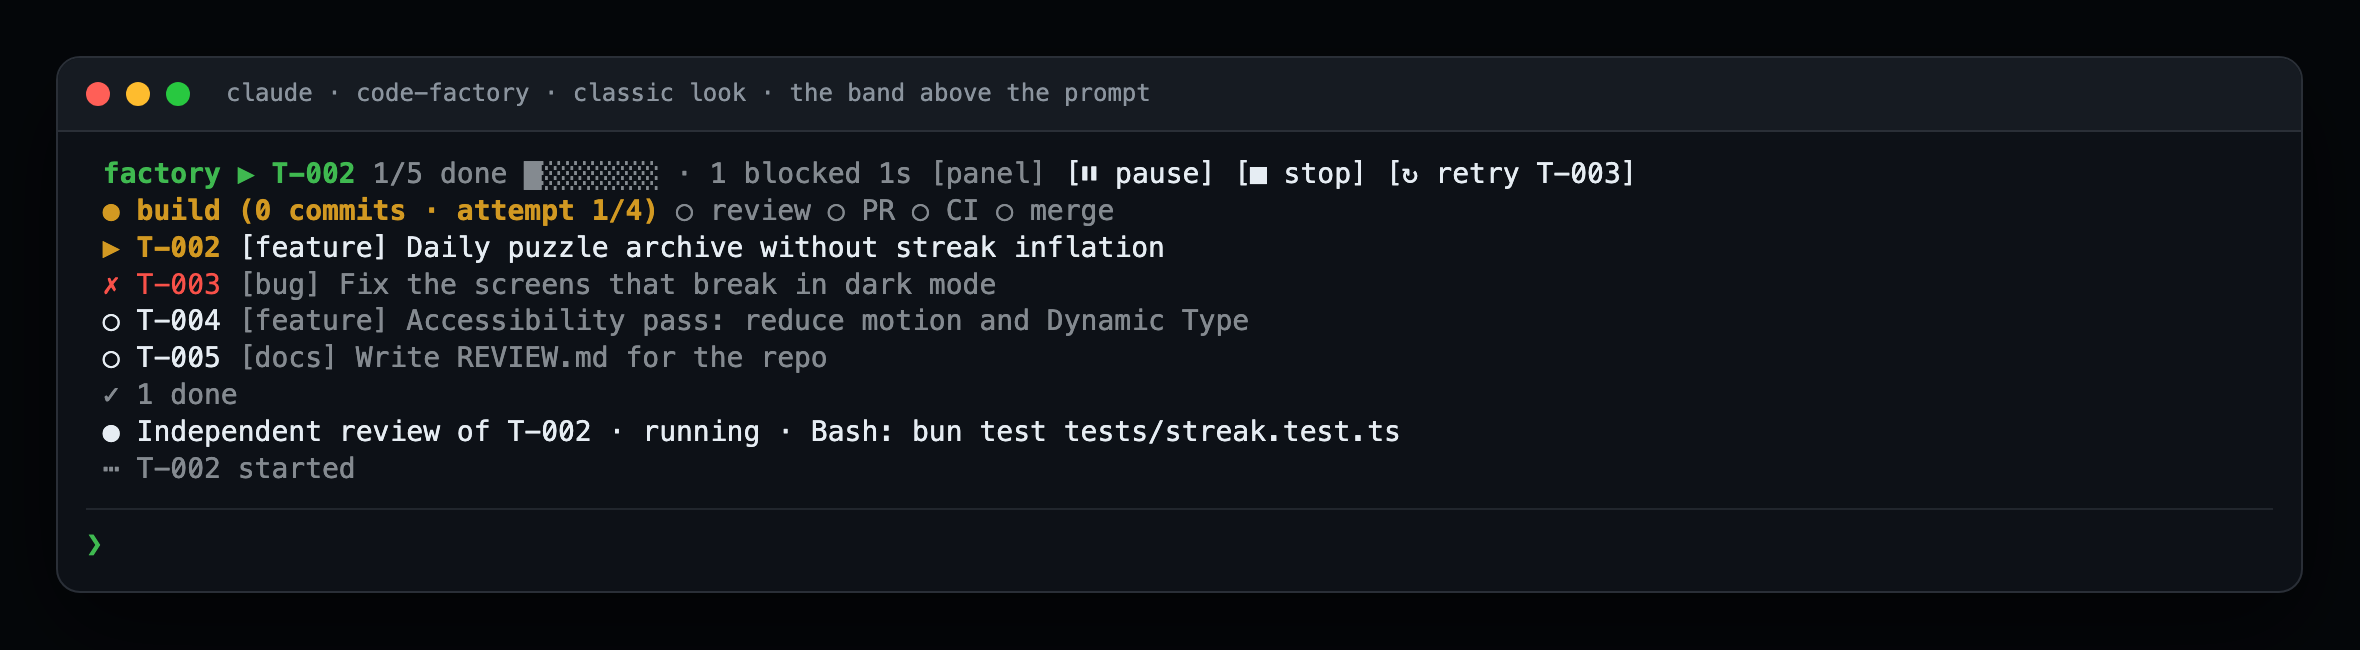 claude · code-factory · classic look · the band above the prompt
factory ▶ T-002 1/5 done █░░░░░░░ · 1 blocked 1s [panel] [⏸ pause] [■ stop] [↻ retry T-003]
● build (0 commits · attempt 1/4) ○ review ○ PR ○ CI ○ merge
▶ T-002 [feature] Daily puzzle archive without streak inflation
✗ T-003 [bug] Fix the screens that break in dark mode
○ T-004 [feature] Accessibility pass: reduce motion and Dynamic Type
○ T-005 [docs] Write REVIEW.md for the repo
✓ 1 done
● Independent review of T-002 · running · Bash: bun test tests/streak.test.ts
⋯ T-002 started
❯